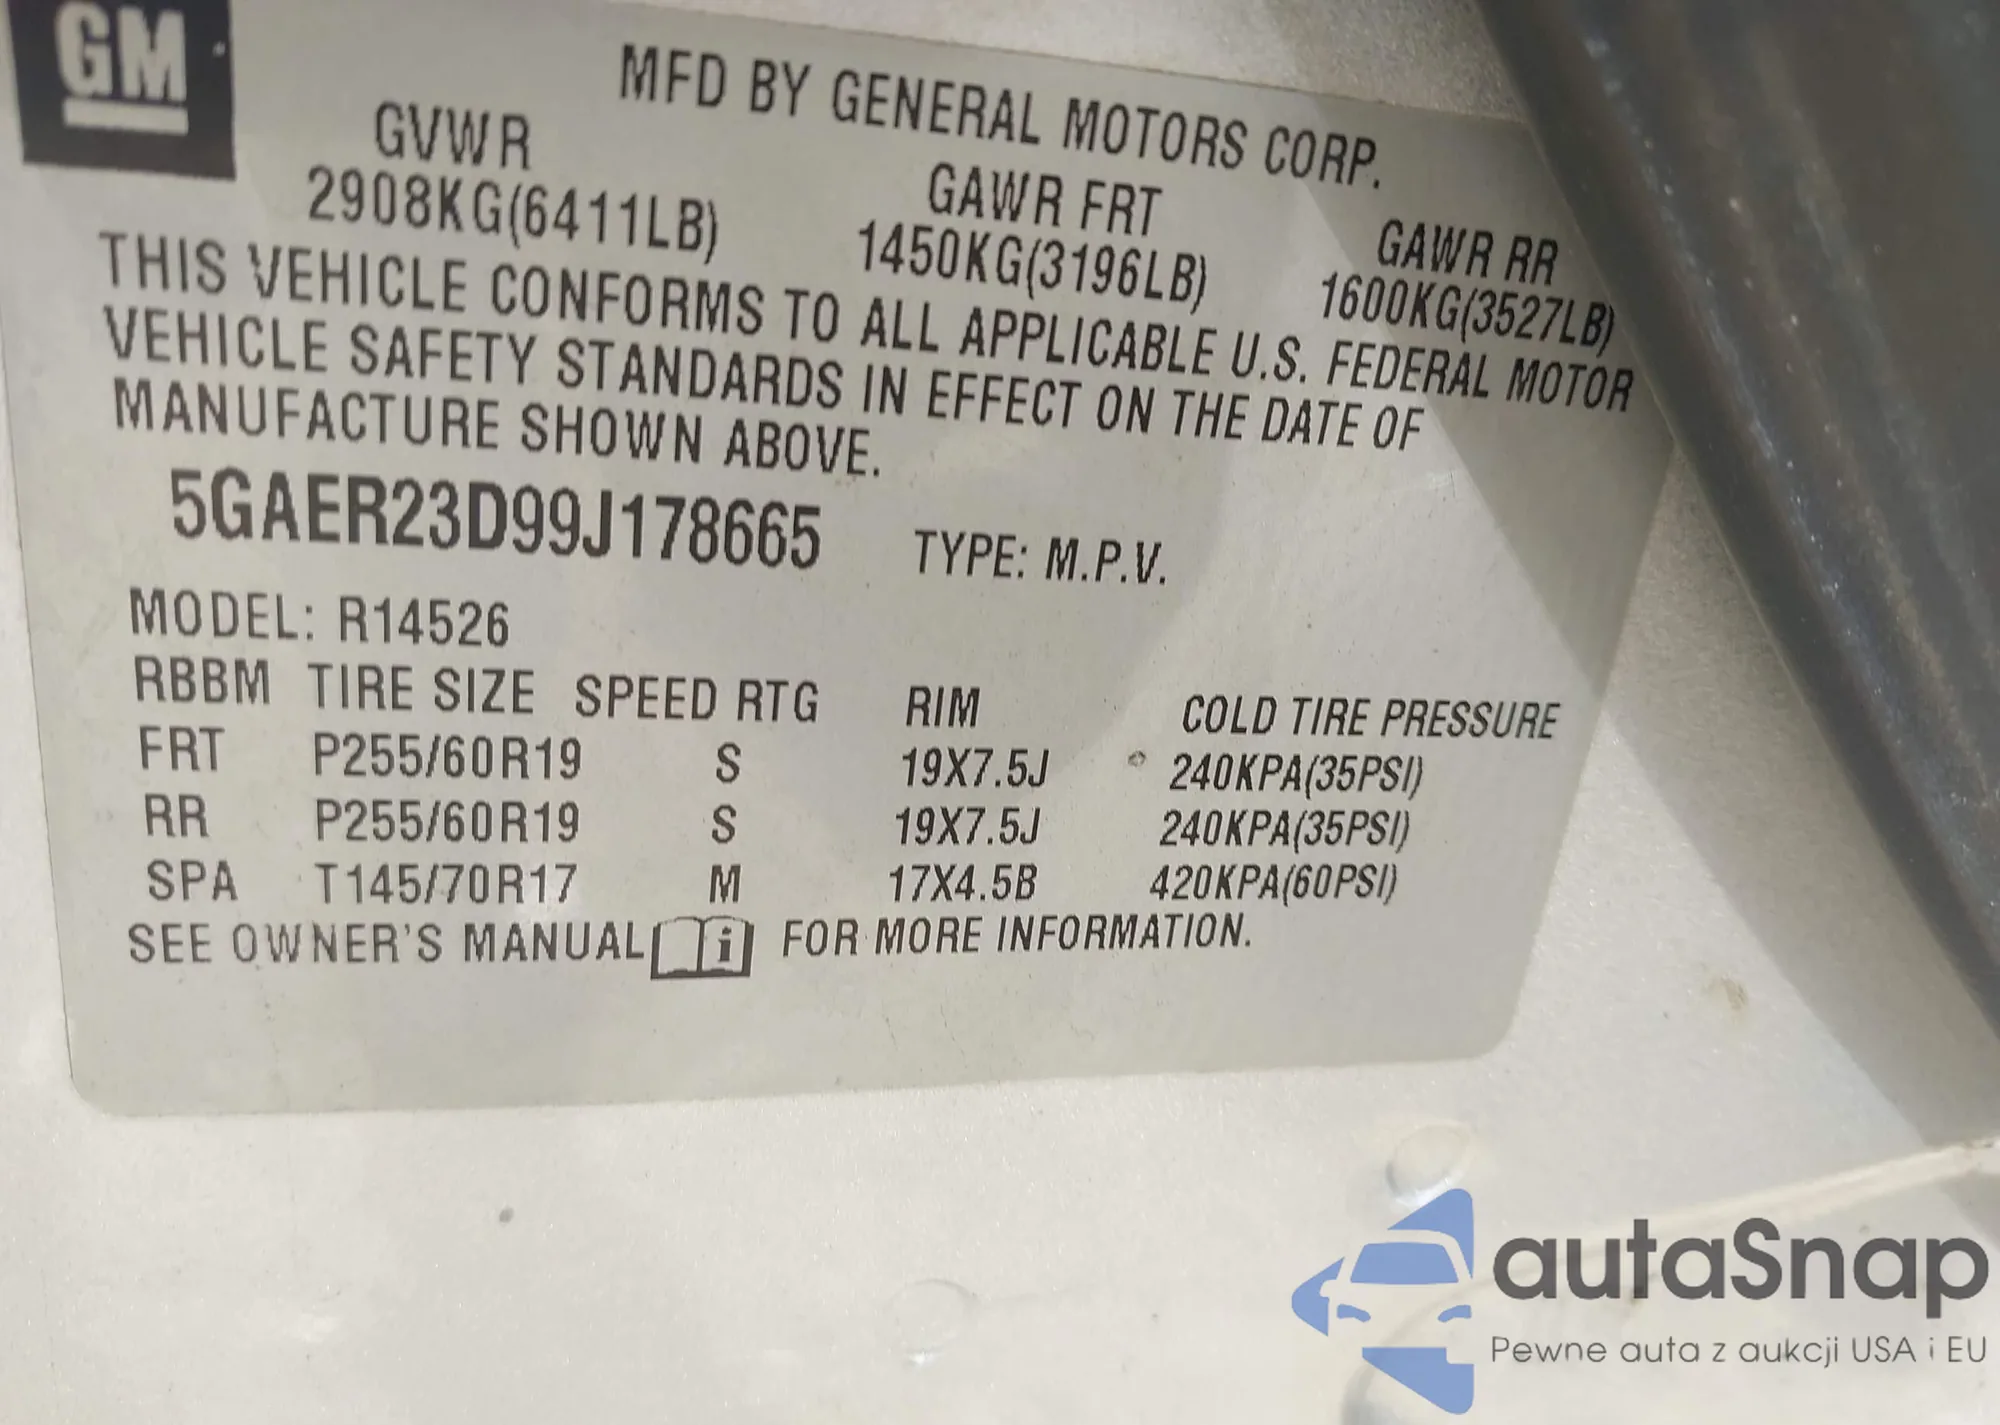 GM
MFD BY GENERAL MOTORS CORP.
GVWR GAWR FRT GAWR RR
2908KG(6411LB) 1450KG(3196LB) 1600KG(3527LB)
THIS VEHICLE CONFORMS TO ALL APPLICABLE U.S. FEDERAL MOTOR
VEHICLE SAFETY STANDARDS IN EFFECT ON THE DATE OF
MANUFACTURE SHOWN ABOVE.
5GAER23D99J178665 TYPE: M.P.V.
MODEL: R14526
RBBM TIRE SIZE SPEED RTG RIM COLD TIRE PRESSURE
FRT P255/60R19 S 19X7.5J 240KPA(35PSI)
RR P255/60R19 S 19X7.5J 240KPA(35PSI)
SPA T145/70R17 M 17X4.5B 420KPA(60PSI)
SEE OWNER'S MANUAL i FOR MORE INFORMATION.
autaSnap
Pewne auta z aukcji USA i EU